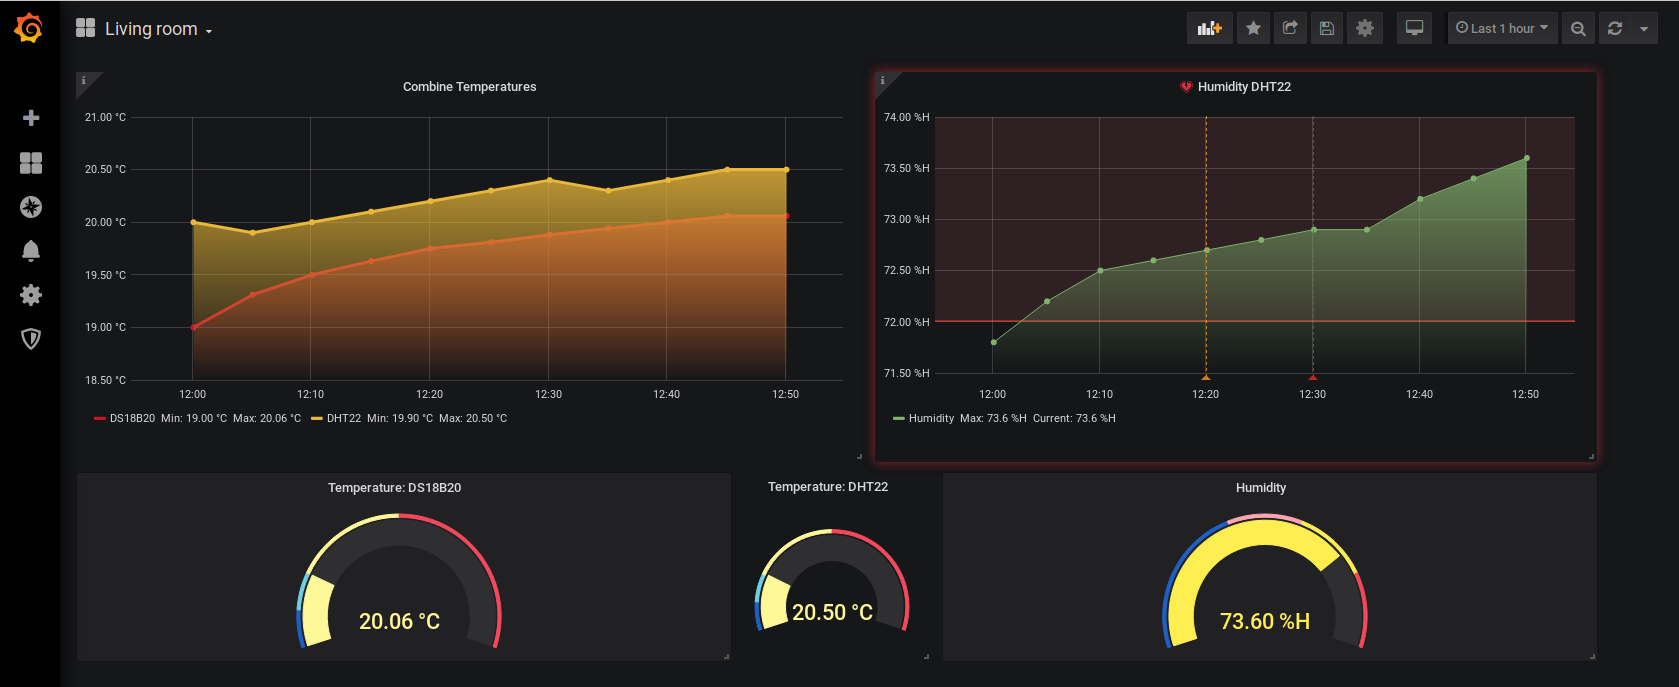 Living room
Last 1 hour
Combine Temperatures
21.00 °C
20.50 °C
20.00 °C
19.50 °C
19.00 °C
18.50 °C
12:00 12:10 12:20 12:30 12:40 12:50
DS18B20 Min: 19.00 °C Max: 20.06 °C DHT22 Min: 19.90 °C Max: 20.50 °C
Humidity DHT22
74.00 %H
73.50 %H
73.00 %H
72.50 %H
72.00 %H
71.50 %H
12:00 12:10 12:20 12:30 12:40 12:50
Humidity Max: 73.6 %H Current: 73.6 %H
Temperature: DS18B20
20.06 °C
Temperature: DHT22
20.50 °C
Humidity
73.60 %H